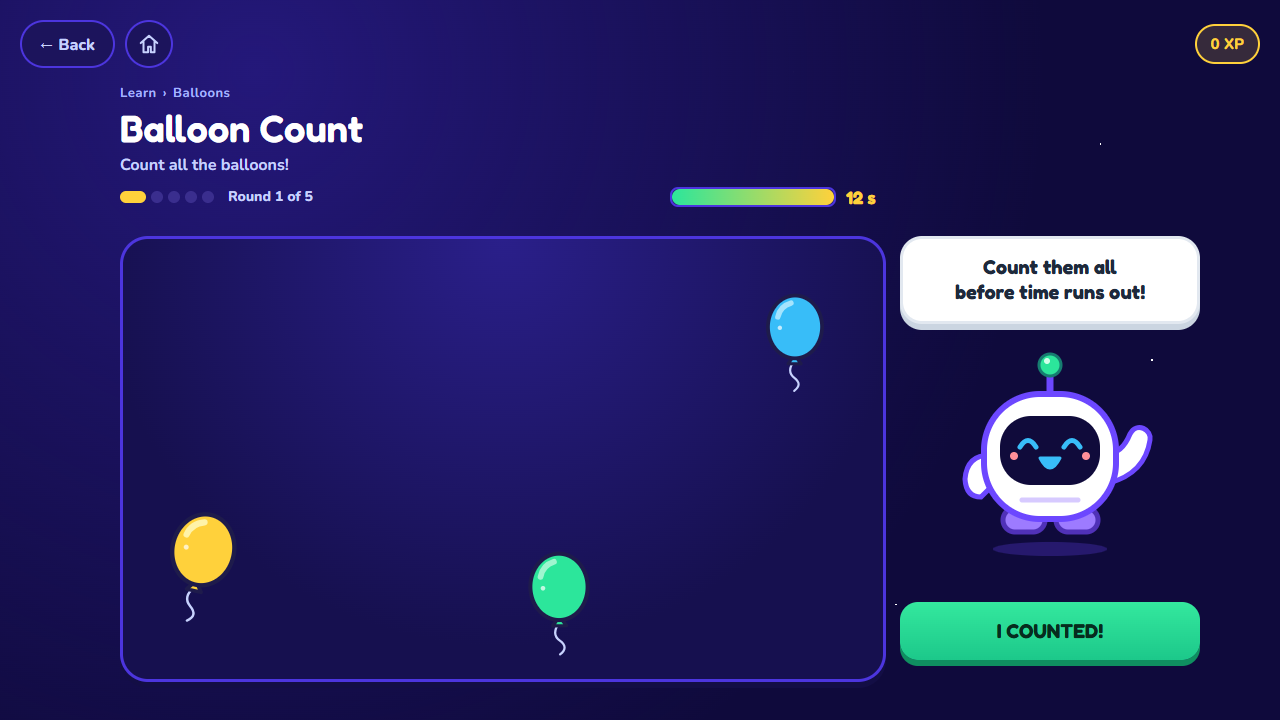 ← Back
0 XP
Learn › Balloons
Balloon Count
Count all the balloons!
Round 1 of 5
12 s
Count them all
before time runs out!
I COUNTED!